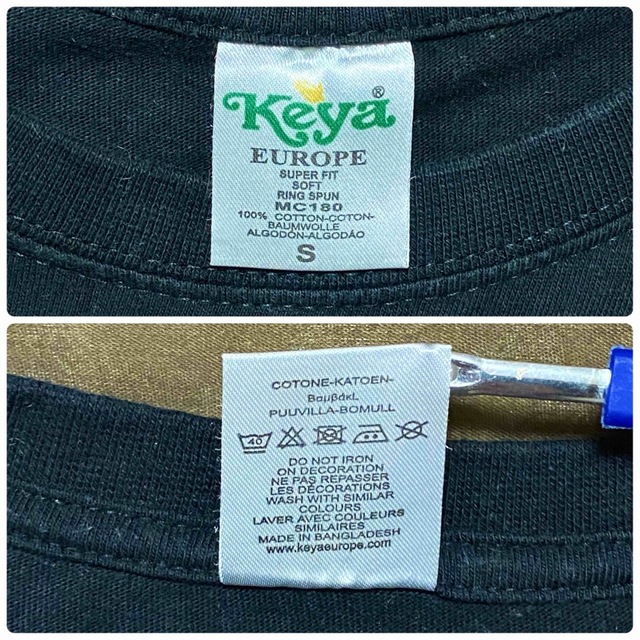 Keya®
EUROPE
SUPER FIT
SOFT
RING SPUN
MC180
100% COTTON-COTON-
BAUMWOLLE
ALGODÓN-ALGODÃO
S
COTONE-KATOEN-
ΒαμβάκL
PUUVILLA-BOMULL
40
DO NOT IRON
ON DECORATION
NE PAS REPASSER
LES DÉCORATIONS
WASH WITH SIMILAR
COLOURS
LAVER AVEC COULEURS
SIMILAIRES
MADE IN BANGLADESH
www.keyaeurope.com